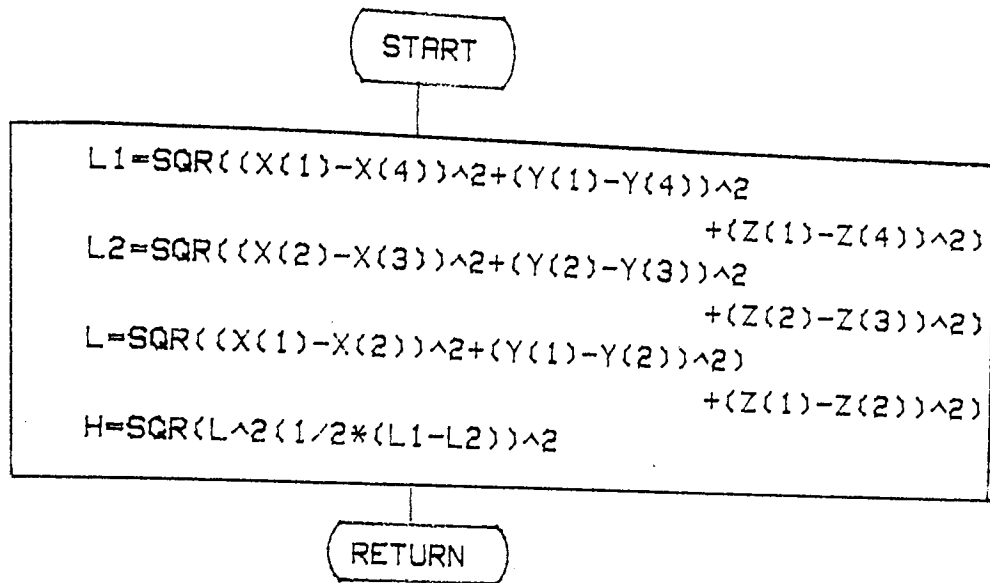 START
L1=SQR((X(1)-X(4))^2+(Y(1)-Y(4))^2
+(Z(1)-Z(4))^2)
L2=SQR((X(2)-X(3))^2+(Y(2)-Y(3))^2
+(Z(2)-Z(3))^2)
L=SQR((X(1)-X(2))^2+(Y(1)-Y(2))^2)
+(Z(1)-Z(2))^2)
H=SQR(L^2(1/2*(L1-L2))^2
RETURN